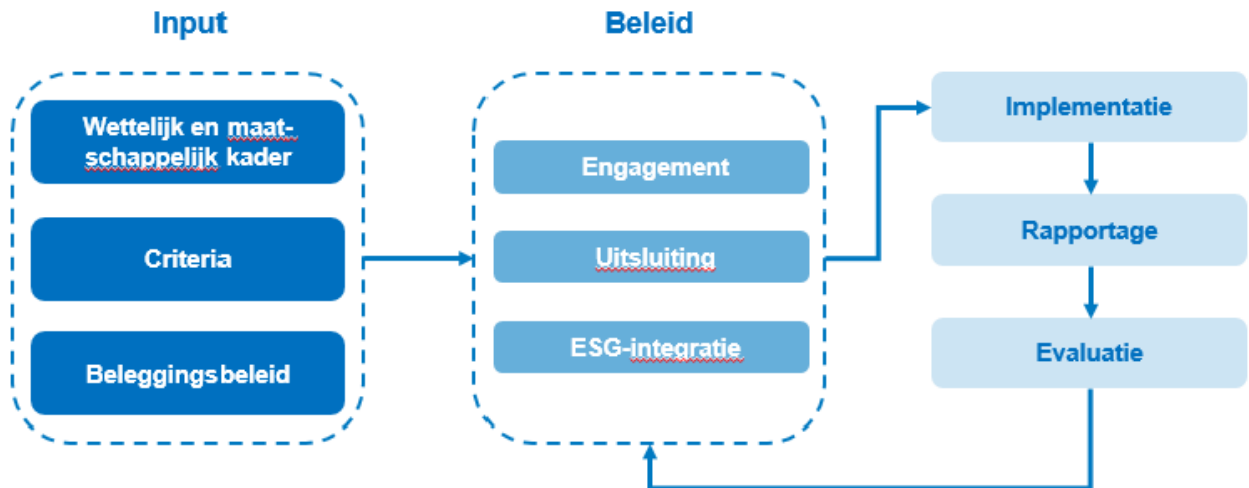 Input
Wettelijk en maat-
schappelijk kader
Criteria
Beleggingsbeleid
Beleid
Engagement
Uitsluiting
ESG-integratie
Implementatie
Rapportage
Evaluatie